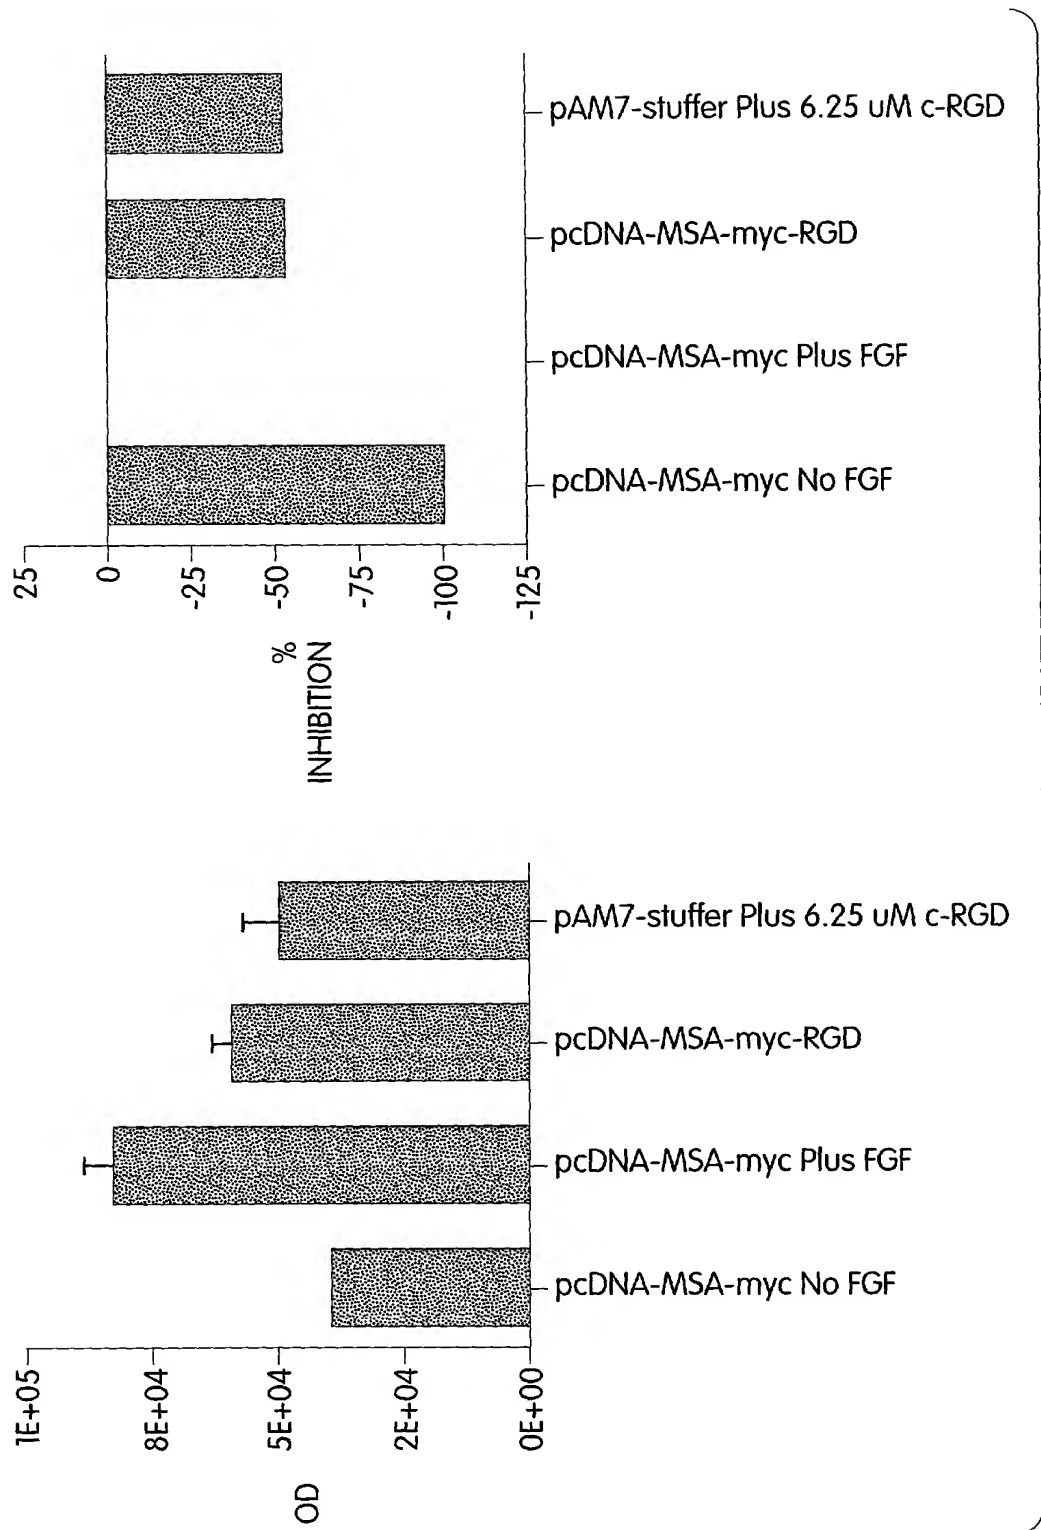 OD
1E+05
8E+04
5E+04
2E+04
0E+00
pcDNA-MSA-myc No FGF
pcDNA-MSA-myc Plus FGF
pcDNA-MSA-myc-RGD
pAM7-stuffer Plus 6.25 uM c-RGD
%
INHIBITION
25
0
-25
-50
-75
-100
-125
pcDNA-MSA-myc No FGF
pcDNA-MSA-myc Plus FGF
pcDNA-MSA-myc-RGD
pAM7-stuffer Plus 6.25 uM c-RGD